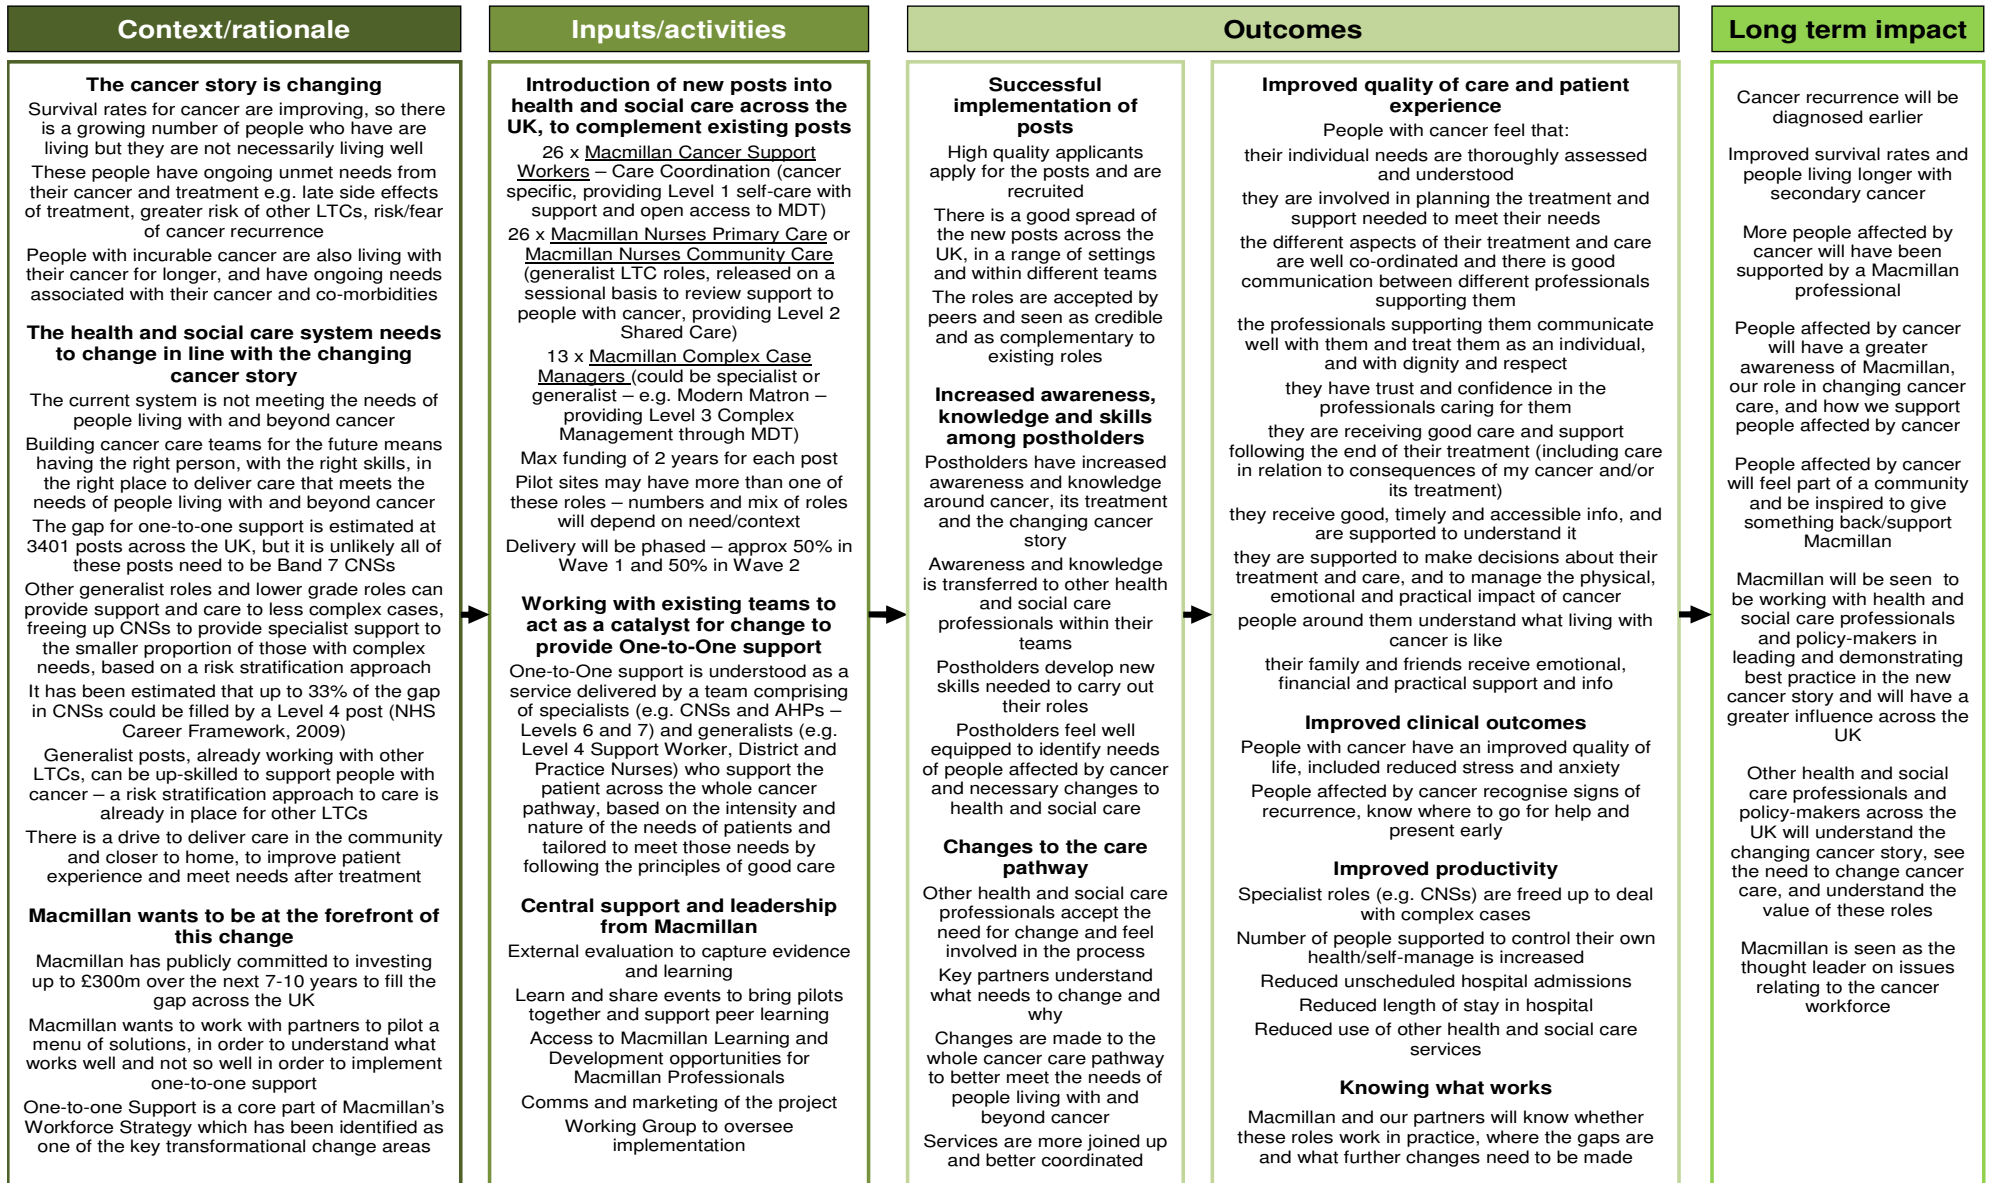 Context/rationale
The cancer story is changing
Survival rates for cancer are improving, so there
is a growing number of people who have are
living but they are not necessarily living well
These people have ongoing unmet needs from
their cancer and treatment e.g. late side effects
of treatment, greater risk of other LTCs, risk/fear
of cancer recurrence
People with incurable cancer are also living with
their cancer for longer, and have ongoing needs
associated with their cancer and co-morbidities
The health and social care system needs
to change in line with the changing
cancer story
The current system is not meeting the needs of
people living with and beyond cancer
Building cancer care teams for the future means
having the right person, with the right skills, in
the right place to deliver care that meets the
needs of people living with and beyond cancer
The gap for one-to-one support is estimated at
3401 posts across the UK, but it is unlikely all of
these posts need to be Band 7 CNSs
Other generalist roles and lower grade roles can
provide support and care to less complex cases,
freeing up CNSs to provide specialist support to
the smaller proportion of those with complex
needs, based on a risk stratification approach
It has been estimated that up to 33% of the gap
in CNSs could be filled by a Level 4 post (NHS
Career Framework, 2009)
Generalist posts, already working with other
LTCs, can be up-skilled to support people with
cancer – a risk stratification approach to care is
already in place for other LTCs
There is a drive to deliver care in the community
and closer to home, to improve patient
experience and meet needs after treatment
Macmillan wants to be at the forefront of
this change
Macmillan has publicly committed to investing
up to £300m over the next 7-10 years to fill the
gap across the UK
Macmillan wants to work with partners to pilot a
menu of solutions, in order to understand what
works well and not so well in order to implement
one-to-one support
One-to-one Support is a core part of Macmillan's
Workforce Strategy which has been identified as
one of the key transformational change areas
Inputs/activities
Introduction of new posts into
health and social care across the
UK, to complement existing posts
26 x Macmillan Cancer Support
Workers – Care Coordination (cancer
specific, providing Level 1 self-care with
support and open access to MDT)
26 x Macmillan Nurses Primary Care or
Macmillan Nurses Community Care
(generalist LTC roles, released on a
sessional basis to review support to
people with cancer, providing Level 2
Shared Care)
13 x Macmillan Complex Case
Managers (could be specialist or
generalist – e.g. Modern Matron –
providing Level 3 Complex
Management through MDT)
Max funding of 2 years for each post
Pilot sites may have more than one of
these roles – numbers and mix of roles
will depend on need/context
Delivery will be phased – approx 50% in
Wave 1 and 50% in Wave 2
Working with existing teams to
act as a catalyst for change to
provide One-to-One support
One-to-One support is understood as a
service delivered by a team comprising
of specialists (e.g. CNSs and AHPs –
Levels 6 and 7) and generalists (e.g.
Level 4 Support Worker, District and
Practice Nurses) who support the
patient across the whole cancer
pathway, based on the intensity and
nature of the needs of patients and
tailored to meet those needs by
following the principles of good care
Central support and leadership
from Macmillan
External evaluation to capture evidence
and learning
Learn and share events to bring pilots
together and support peer learning
Access to Macmillan Learning and
Development opportunities for
Macmillan Professionals
Comms and marketing of the project
Working Group to oversee
implementation
Outcomes
Successful
implementation of
posts
High quality applicants
apply for the posts and are
recruited
There is a good spread of
the new posts across the
UK, in a range of settings
and within different teams
The roles are accepted by
peers and seen as credible
and as complementary to
existing roles
Increased awareness,
knowledge and skills
among postholders
Postholders have increased
awareness and knowledge
around cancer, its treatment
and the changing cancer
story
Awareness and knowledge
is transferred to other health
and social care
professionals within their
teams
Postholders develop new
skills needed to carry out
their roles
Postholders feel well
equipped to identify needs
of people affected by cancer
and necessary changes to
health and social care
Changes to the care
pathway
Other health and social care
professionals accept the
need for change and feel
involved in the process
Key partners understand
what needs to change and
why
Changes are made to the
whole cancer care pathway
to better meet the needs of
people living with and
beyond cancer
Services are more joined up
and better coordinated
Improved quality of care and patient
experience
People with cancer feel that:
their individual needs are thoroughly assessed
and understood
they are involved in planning the treatment and
support needed to meet their needs
the different aspects of their treatment and care
are well co-ordinated and there is good
communication between different professionals
supporting them
the professionals supporting them communicate
well with them and treat them as an individual,
and with dignity and respect
they have trust and confidence in the
professionals caring for them
they are receiving good care and support
following the end of their treatment (including care
in relation to consequences of my cancer and/or
its treatment)
they receive good, timely and accessible info, and
are supported to understand it
they are supported to make decisions about their
treatment and care, and to manage the physical,
emotional and practical impact of cancer
people around them understand what living with
cancer is like
their family and friends receive emotional,
financial and practical support and info
Improved clinical outcomes
People with cancer have an improved quality of
life, included reduced stress and anxiety
People affected by cancer recognise signs of
recurrence, know where to go for help and
present early
Improved productivity
Specialist roles (e.g. CNSs) are freed up to deal
with complex cases
Number of people supported to control their own
health/self-manage is increased
Reduced unscheduled hospital admissions
Reduced length of stay in hospital
Reduced use of other health and social care
services
Knowing what works
Macmillan and our partners will know whether
these roles work in practice, where the gaps are
and what further changes need to be made
Long term impact
Cancer recurrence will be
diagnosed earlier
Improved survival rates and
people living longer with
secondary cancer
More people affected by
cancer will have been
supported by a Macmillan
professional
People affected by cancer
will have a greater
awareness of Macmillan,
our role in changing cancer
care, and how we support
people affected by cancer
People affected by cancer
will feel part of a community
and be inspired to give
something back/support
Macmillan
Macmillan will be seen to
be working with health and
social care professionals
and policy-makers in
leading and demonstrating
best practice in the new
cancer story and will have a
greater influence across the
UK
Other health and social
care professionals and
policy-makers across the
UK will understand the
changing cancer story, see
the need to change cancer
care, and understand the
value of these roles
Macmillan is seen as the
thought leader on issues
relating to the cancer
workforce